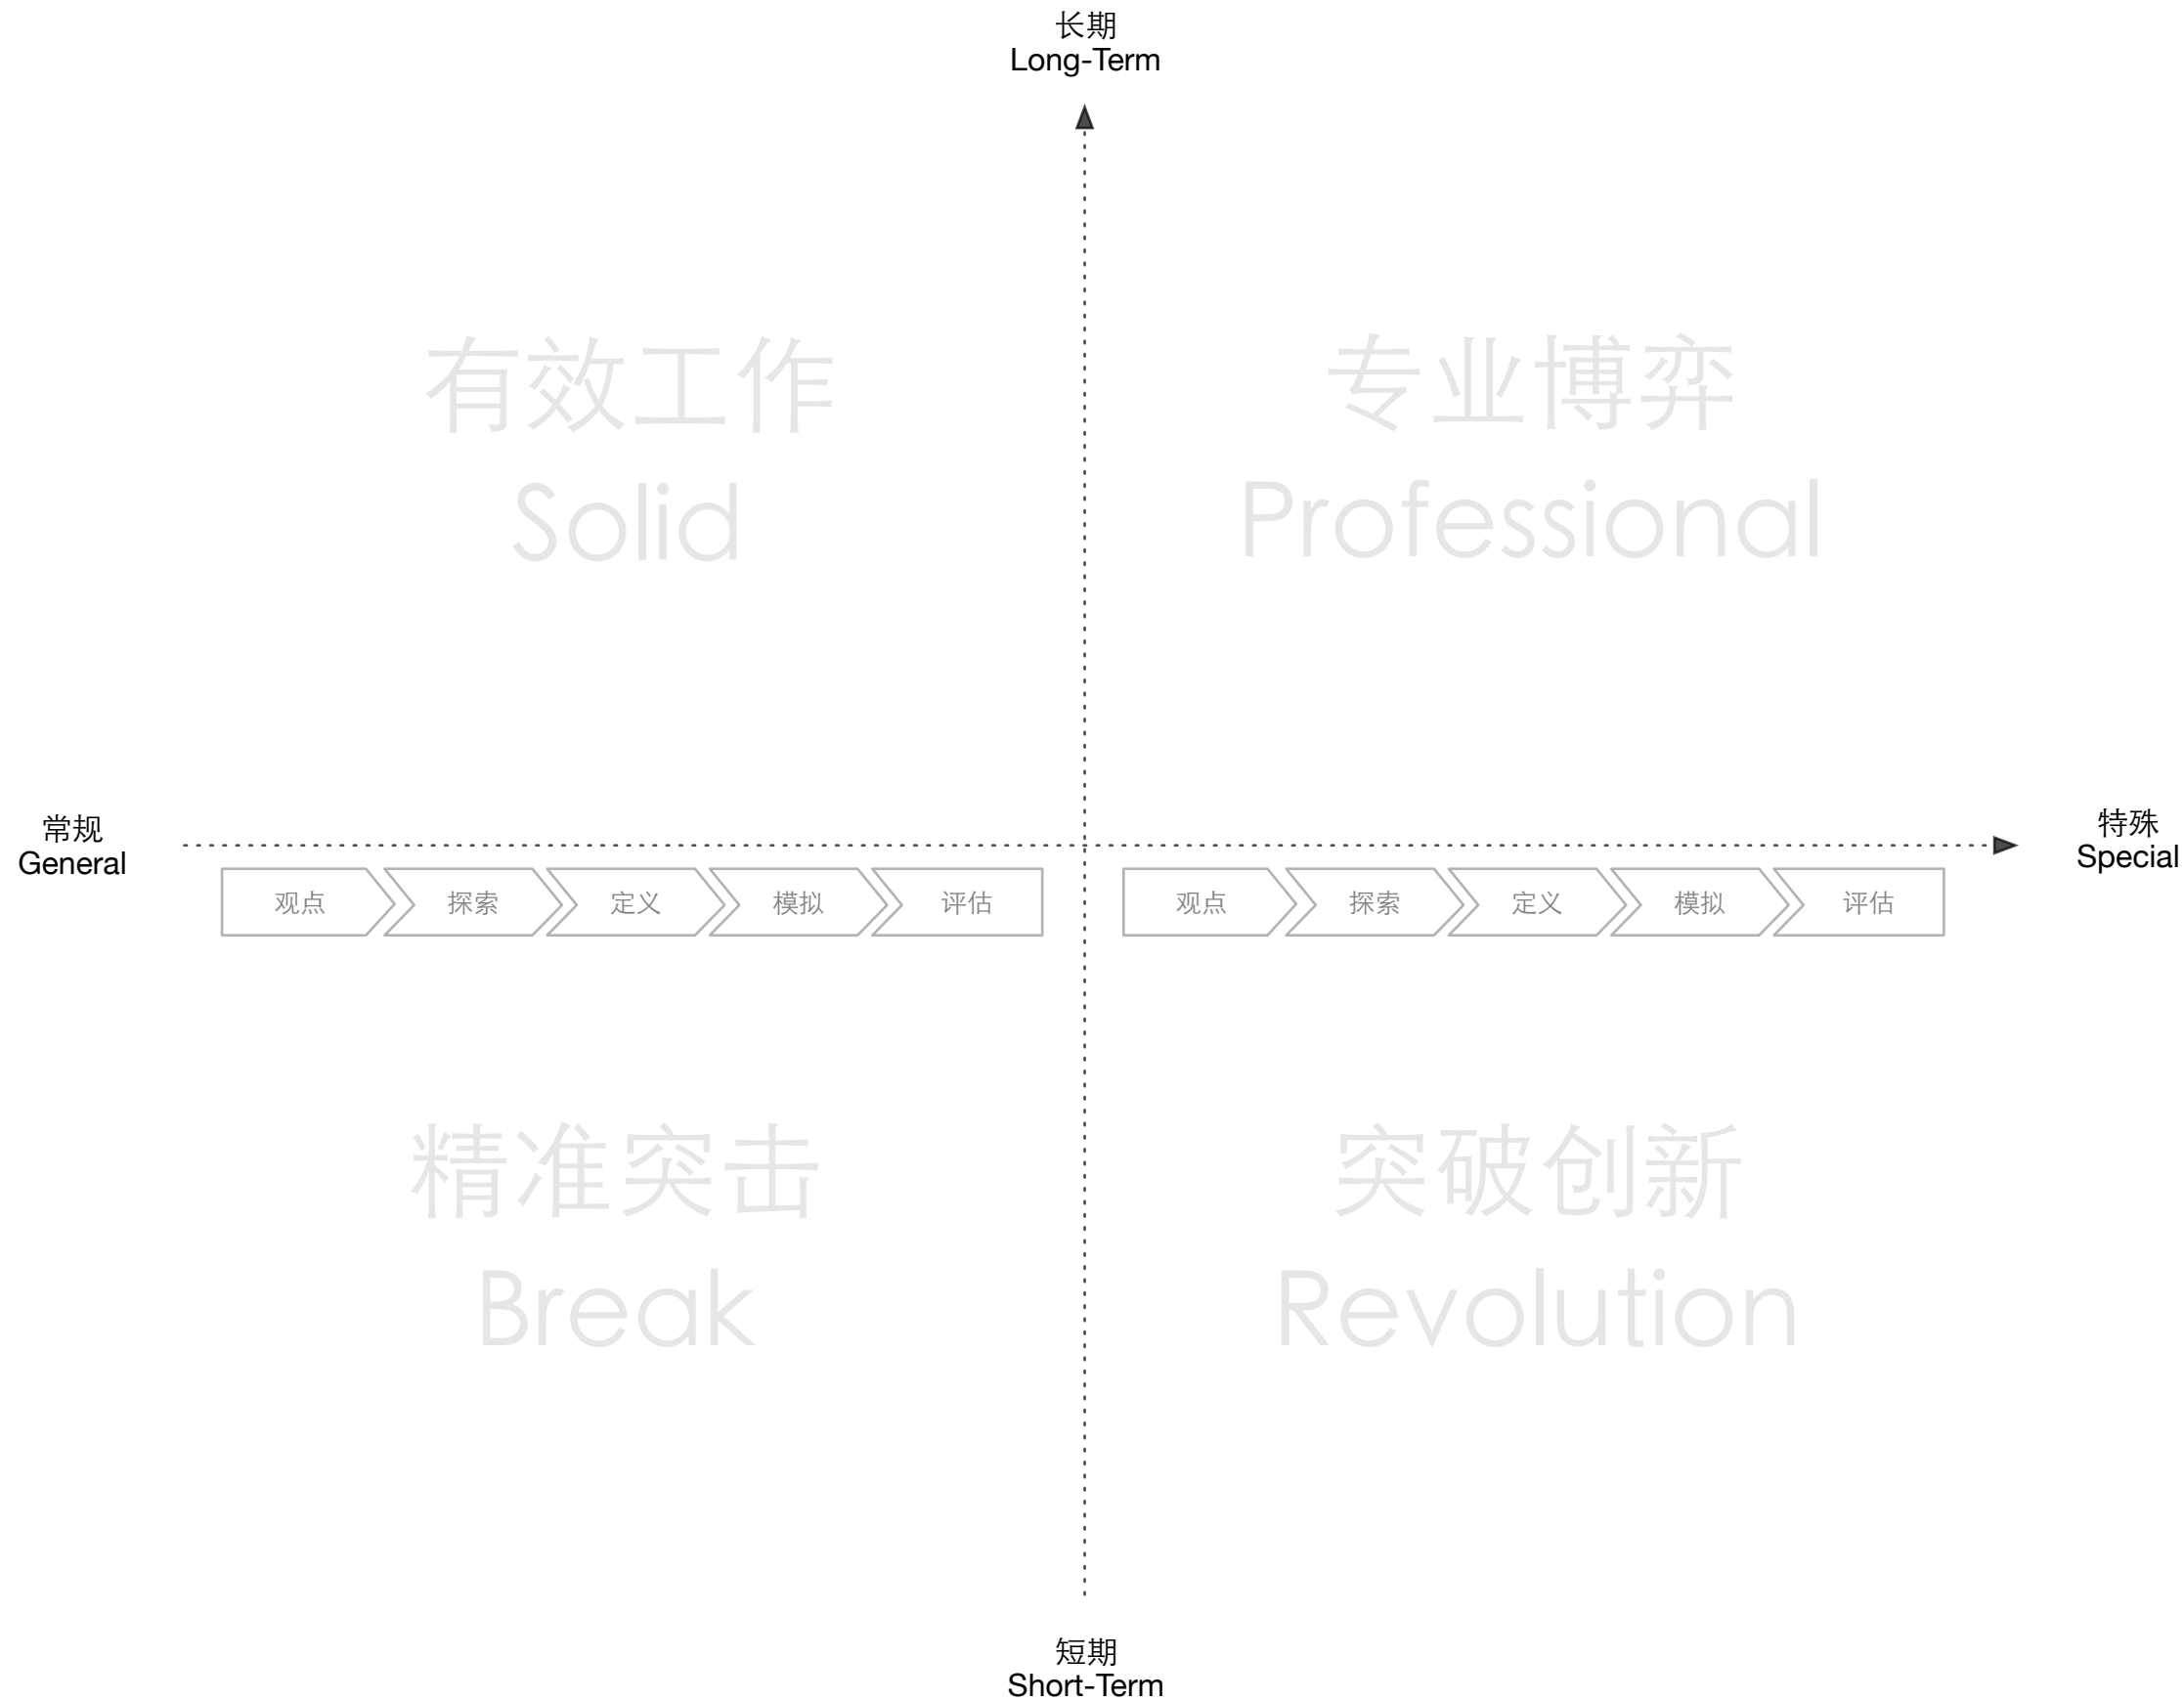 长期
Long-Term
有效工作
Solid
专业博弈
Professional
常规
General
特殊
Special
观点 探索 定义 模拟 评估
观点 探索 定义 模拟 评估
精准突击
Break
突破创新
Revolution
短期
Short-Term